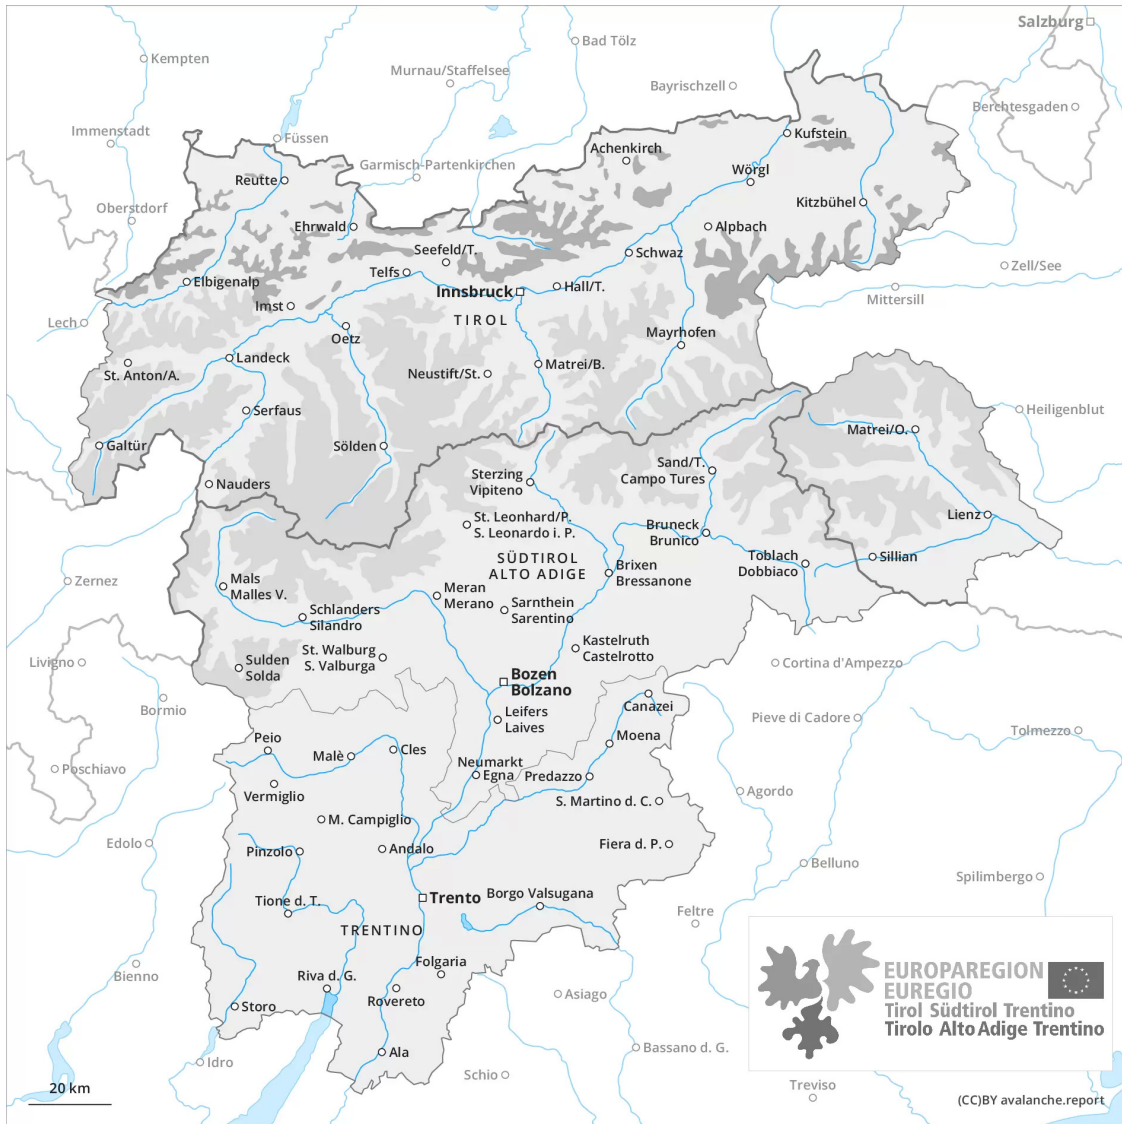 Salzburg
Bad Tölz
Kempten
Murnau/Staffelsee
Bayrischzell
Berchtesgaden
Immenstadt
Füssen
Kufstein
Achenkirch
Garmisch-Partenkirchen
Wörgl
Reutte
Oberstdorf
Kitzbühel
Ehrwald
Alpbach
Seefeld/T.
Schwaz
Telfs
Zell/See
Elbigenalp
Innsbruck
Hall/T.
Mittersill
Imst
TIROL
Lech
Oetz
Mayrhofen
Landeck
Matrei/B.
St. Anton/A.
Neustift/St.
Serfaus
Heiligenblut
Matrei/O.
Galtür
Sölden
Sand/T.
Campo Tures
Sterzing
Vipiteno
Nauders
St. Leonhard/P.
S. Leonardo i. P.
Lienz
Bruneck
Brunico
SÜDTIROL
ALTO ADIGE
Toblach
Dobbiaco
Sillian
Brixen
Bressanone
Zernez
Mals
Malles V.
Meran
Merano
Sarnthein
Sarentino
Schlanders
Silandro
Kastelruth
Castelrotto
St. Walburg
S. Valburga
Livigno
Sulden
Solda
Cortina d'Ampezzo
Bozen
Bolzano
Bormio
Canazei
Leifers
Laives
Pieve di Cadore
Tolmezzo
Peio
Moena
Malè
Cles
Neumarkt
Egna
Predazzo
Poschiavo
Vermiglio
Agordo
S. Martino d. C.
M. Campiglio
Edolo
Fiera d. P.
Pinzolo
Andalo
Belluno
Spilimbergo
Trento
Borgo Valsugana
Tione d. T.
Feltre
TRENTINO
Folgaria
Bienno
Riva d. G.
Rovereto
Asiago
Storo
EUROPAREGION
EUREGIO
Tirol Südtirol Trentino
Tirolo Alto Adige Trentino
Ala
Bassano d. G.
Idro
Schio
20 km
Treviso
(CC)BY avalanche.report